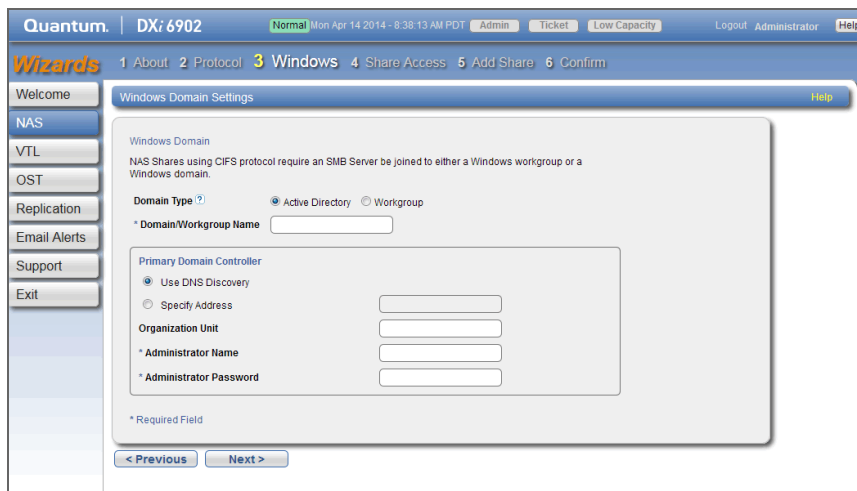 Quantum. DXi6902 Normal Mon Apr 14 2014 - 8:38:13 AM PDT Admin Ticket Low Capacity Logout Administrator Help
Wizards 1 About 2 Protocol 3 Windows 4 Share Access 5 Add Share 6 Confirm
Welcome
NAS
VTL
OST
Replication
Email Alerts
Support
Exit
Windows Domain Settings Help
Windows Domain
NAS Shares using CIFS protocol require an SMB Server be joined to either a Windows workgroup or a
Windows domain.
Domain Type ? Active Directory Workgroup
* Domain/Workgroup Name
Primary Domain Controller
Use DNS Discovery
Specify Address
Organization Unit
* Administrator Name
* Administrator Password
* Required Field
< Previous Next >